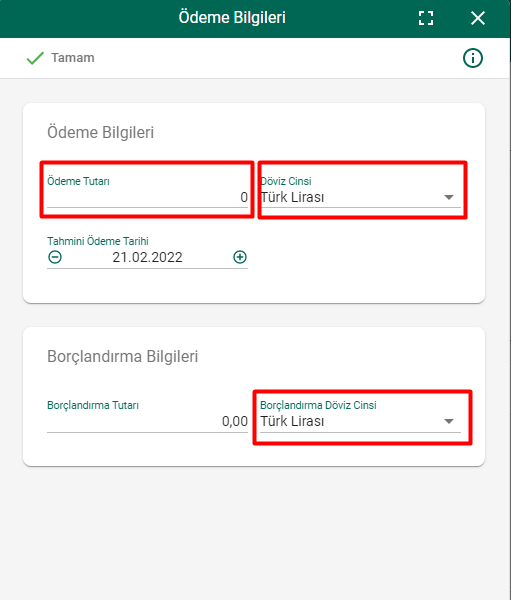 Ödeme Bilgileri
Tamam
Ödeme Bilgileri
Ödeme Tutarı Döviz Cinsi
0 Türk Lirası
Tahmini Ödeme Tarihi
21.02.2022
Borçlandırma Bilgileri
Borçlandırma Tutarı Borçlandırma Döviz Cinsi
0,00 Türk Lirası